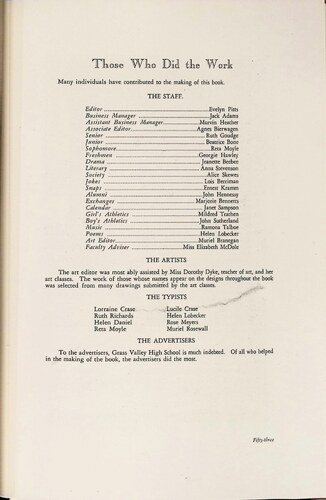 Those Who Did the Work
Many individuals have contributed to the making of this book.
THE STAFF.
Editor Evelyn Pitts
Business Manager Jack Adams
Assistant Business Manager Marvin Heather
Associate Editor Agnes Bierwagen
Senior Ruth Goudge
Junior Beatrice Bone
Sophomore Reta Moyle
Freshmen Georgie Hawley
Drama Jeanette Beebee
Literary Anna Stevenson
Society Alice Skewes
Jokes Lois Berriman
Snaps Ernest Kramer
Alumni John Hennessy
Exchanges Marjorie Bennetts
Calendar Janet Sampson
Girl's Athletics Mildred Trathen
Boy's Athletics John Sutherland
Music Ramona Talboe
Poems Helen Lobecker
Art Editor Muriel Branegan
Faculty Advisor Miss Elizabeth McDole
THE ARTISTS
The art editor was most ably assisted by Miss Dorothy Dyke, teacher of art, and her
art classes. The work of those whose names appear on the designs throughout the book
was selected from many drawings submitted by the art classes.
THE TYPISTS
Lorraine Crase Lucile Crase
Ruth Richards Helen Lobecker
Helen Daniel Rose Meyers
Reta Moyle Muriel Rosewall
THE ADVERTISERS
To the advertisers, Grass Valley High School is much indebted. Of all who helped
in the making of the book, the advertisers did the most.
Fifty-three